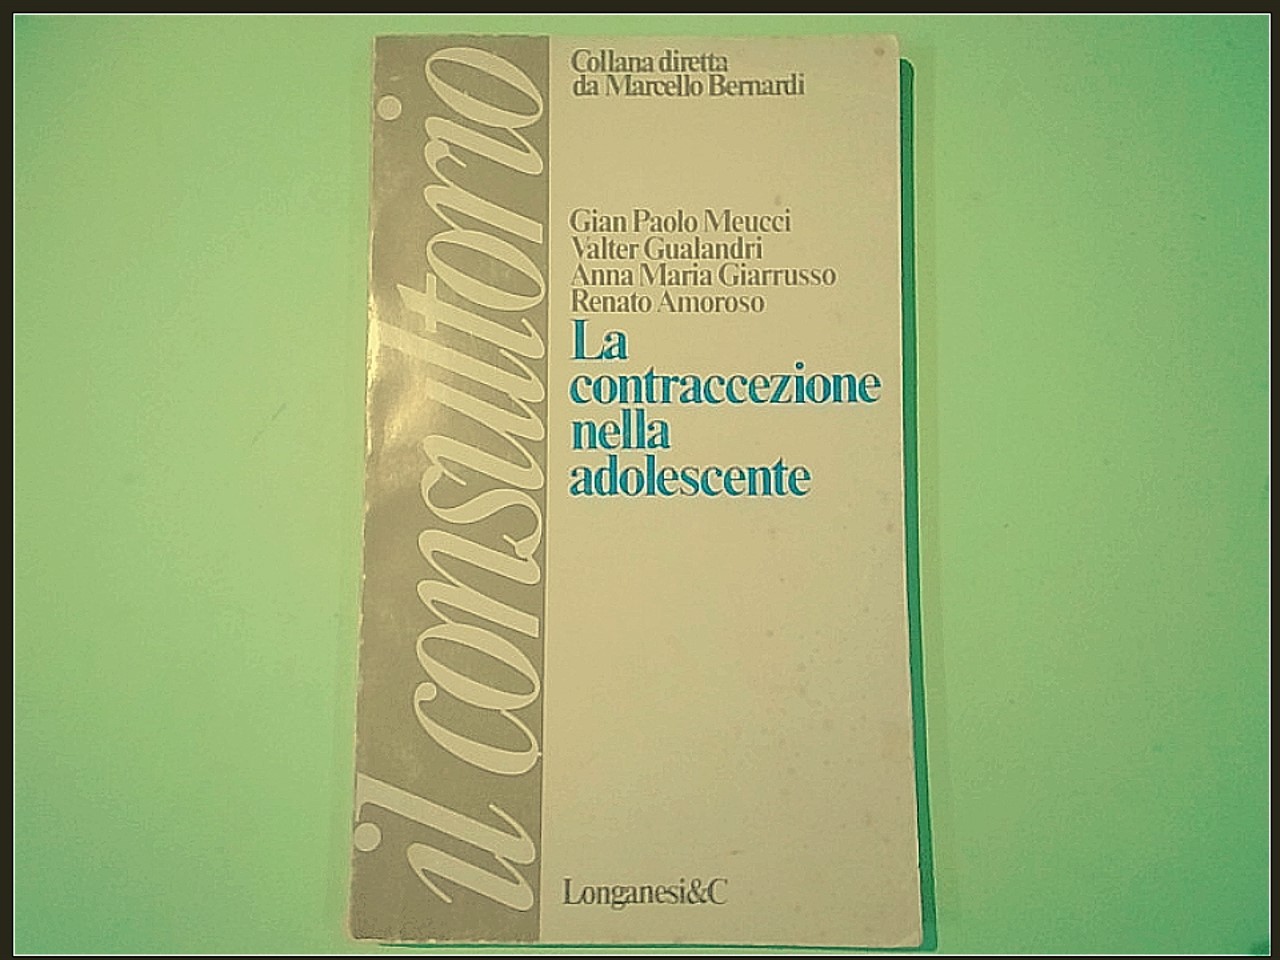 il consultorio
Collana diretta
da Marcello Bernardi
Gian Paolo Meucci
Valter Gualandri
Anna Maria Giarrusso
Renato Amoroso
La
contraccezione
nella
adolescente
Longanesi&C